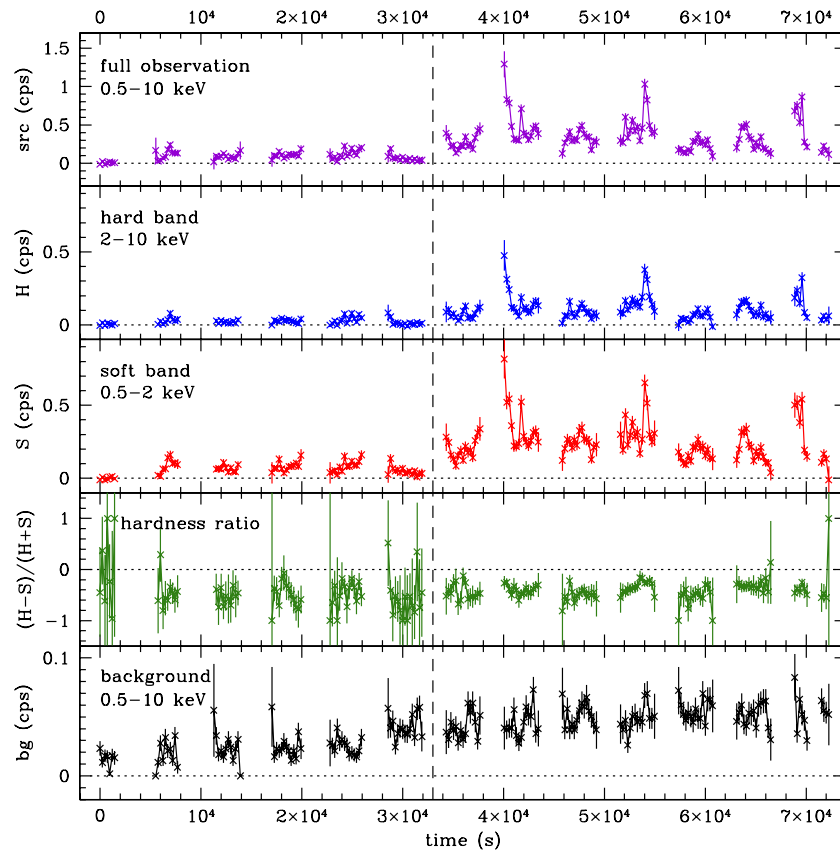 0 10⁴ 2×10⁴ 3×10⁴ 4×10⁴ 5×10⁴ 6×10⁴ 7×10⁴
full observation
0.5−10 keV
src (cps)
1.5
1
0.5
0
hard band
2−10 keV
H (cps)
0.5
0
soft band
0.5−2 keV
S (cps)
0.5
0
hardness ratio
(H−S)/(H+S)
1
0
−1
background
0.5−10 keV
bg (cps)
0.1
0
0 10⁴ 2×10⁴ 3×10⁴ 4×10⁴ 5×10⁴ 6×10⁴ 7×10⁴
time (s)